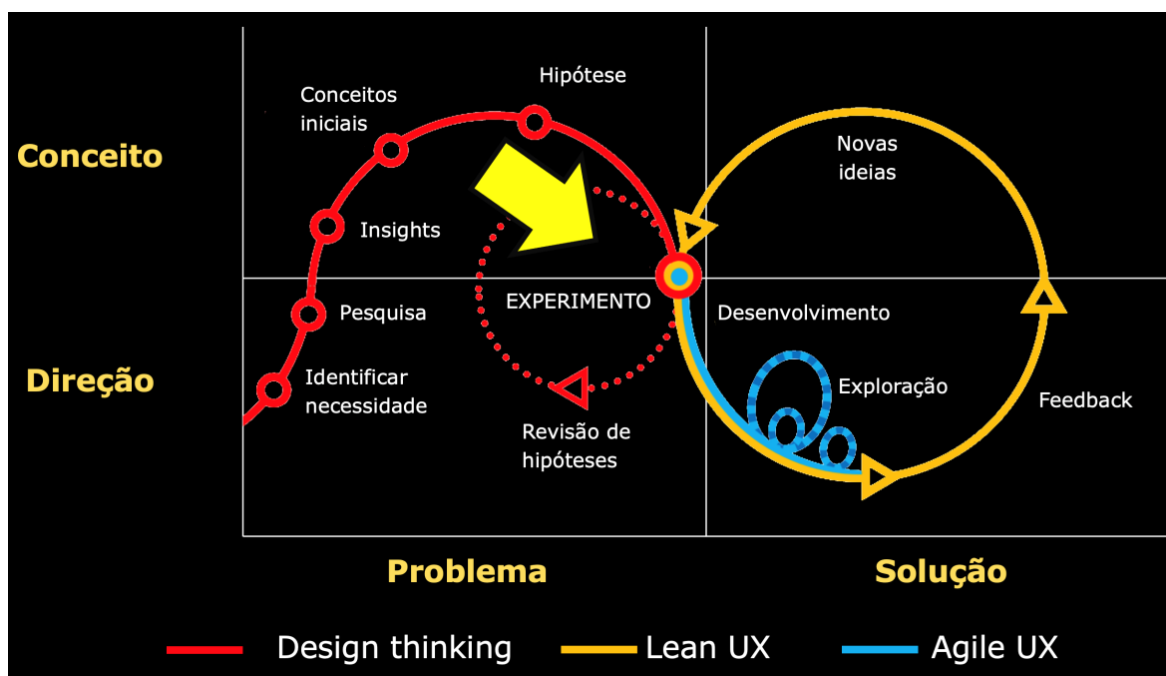 Hipótese
Conceitos
iniciais
Conceito
Novas
ideias
Insights
EXPERIMENTO
Pesquisa
Desenvolvimento
Direção
Identificar
necessidade
Exploração
Feedback
Revisão de
hipóteses
Problema
Solução
Design thinking
Lean UX
Agile UX